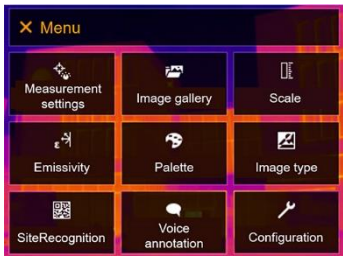 Menu
Measurement
settings
Image gallery
Scale
Emissivity
Palette
Image type
SiteRecognition
Voice
annotation
Configuration